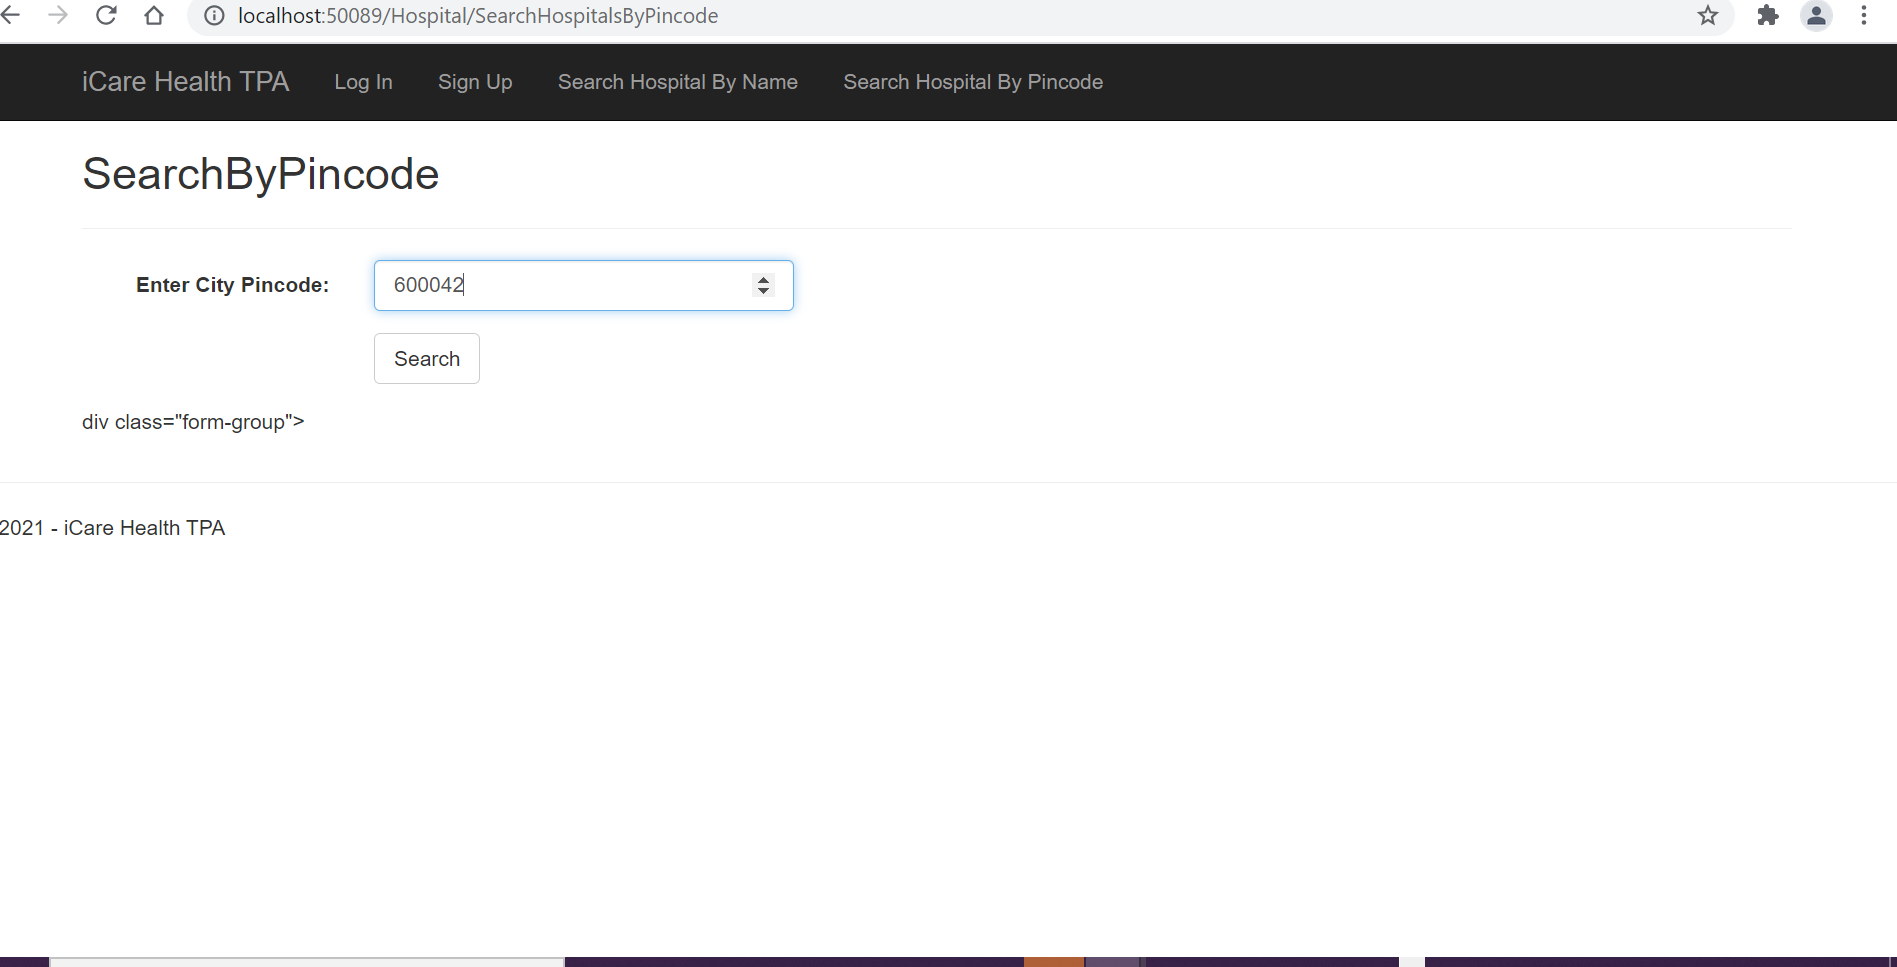 localhost:50089/Hospital/SearchHospitalsByPincode
iCare Health TPA Log In Sign Up Search Hospital By Name Search Hospital By Pincode
SearchByPincode
Enter City Pincode: 600042
Search
div class="form-group">
2021 - iCare Health TPA